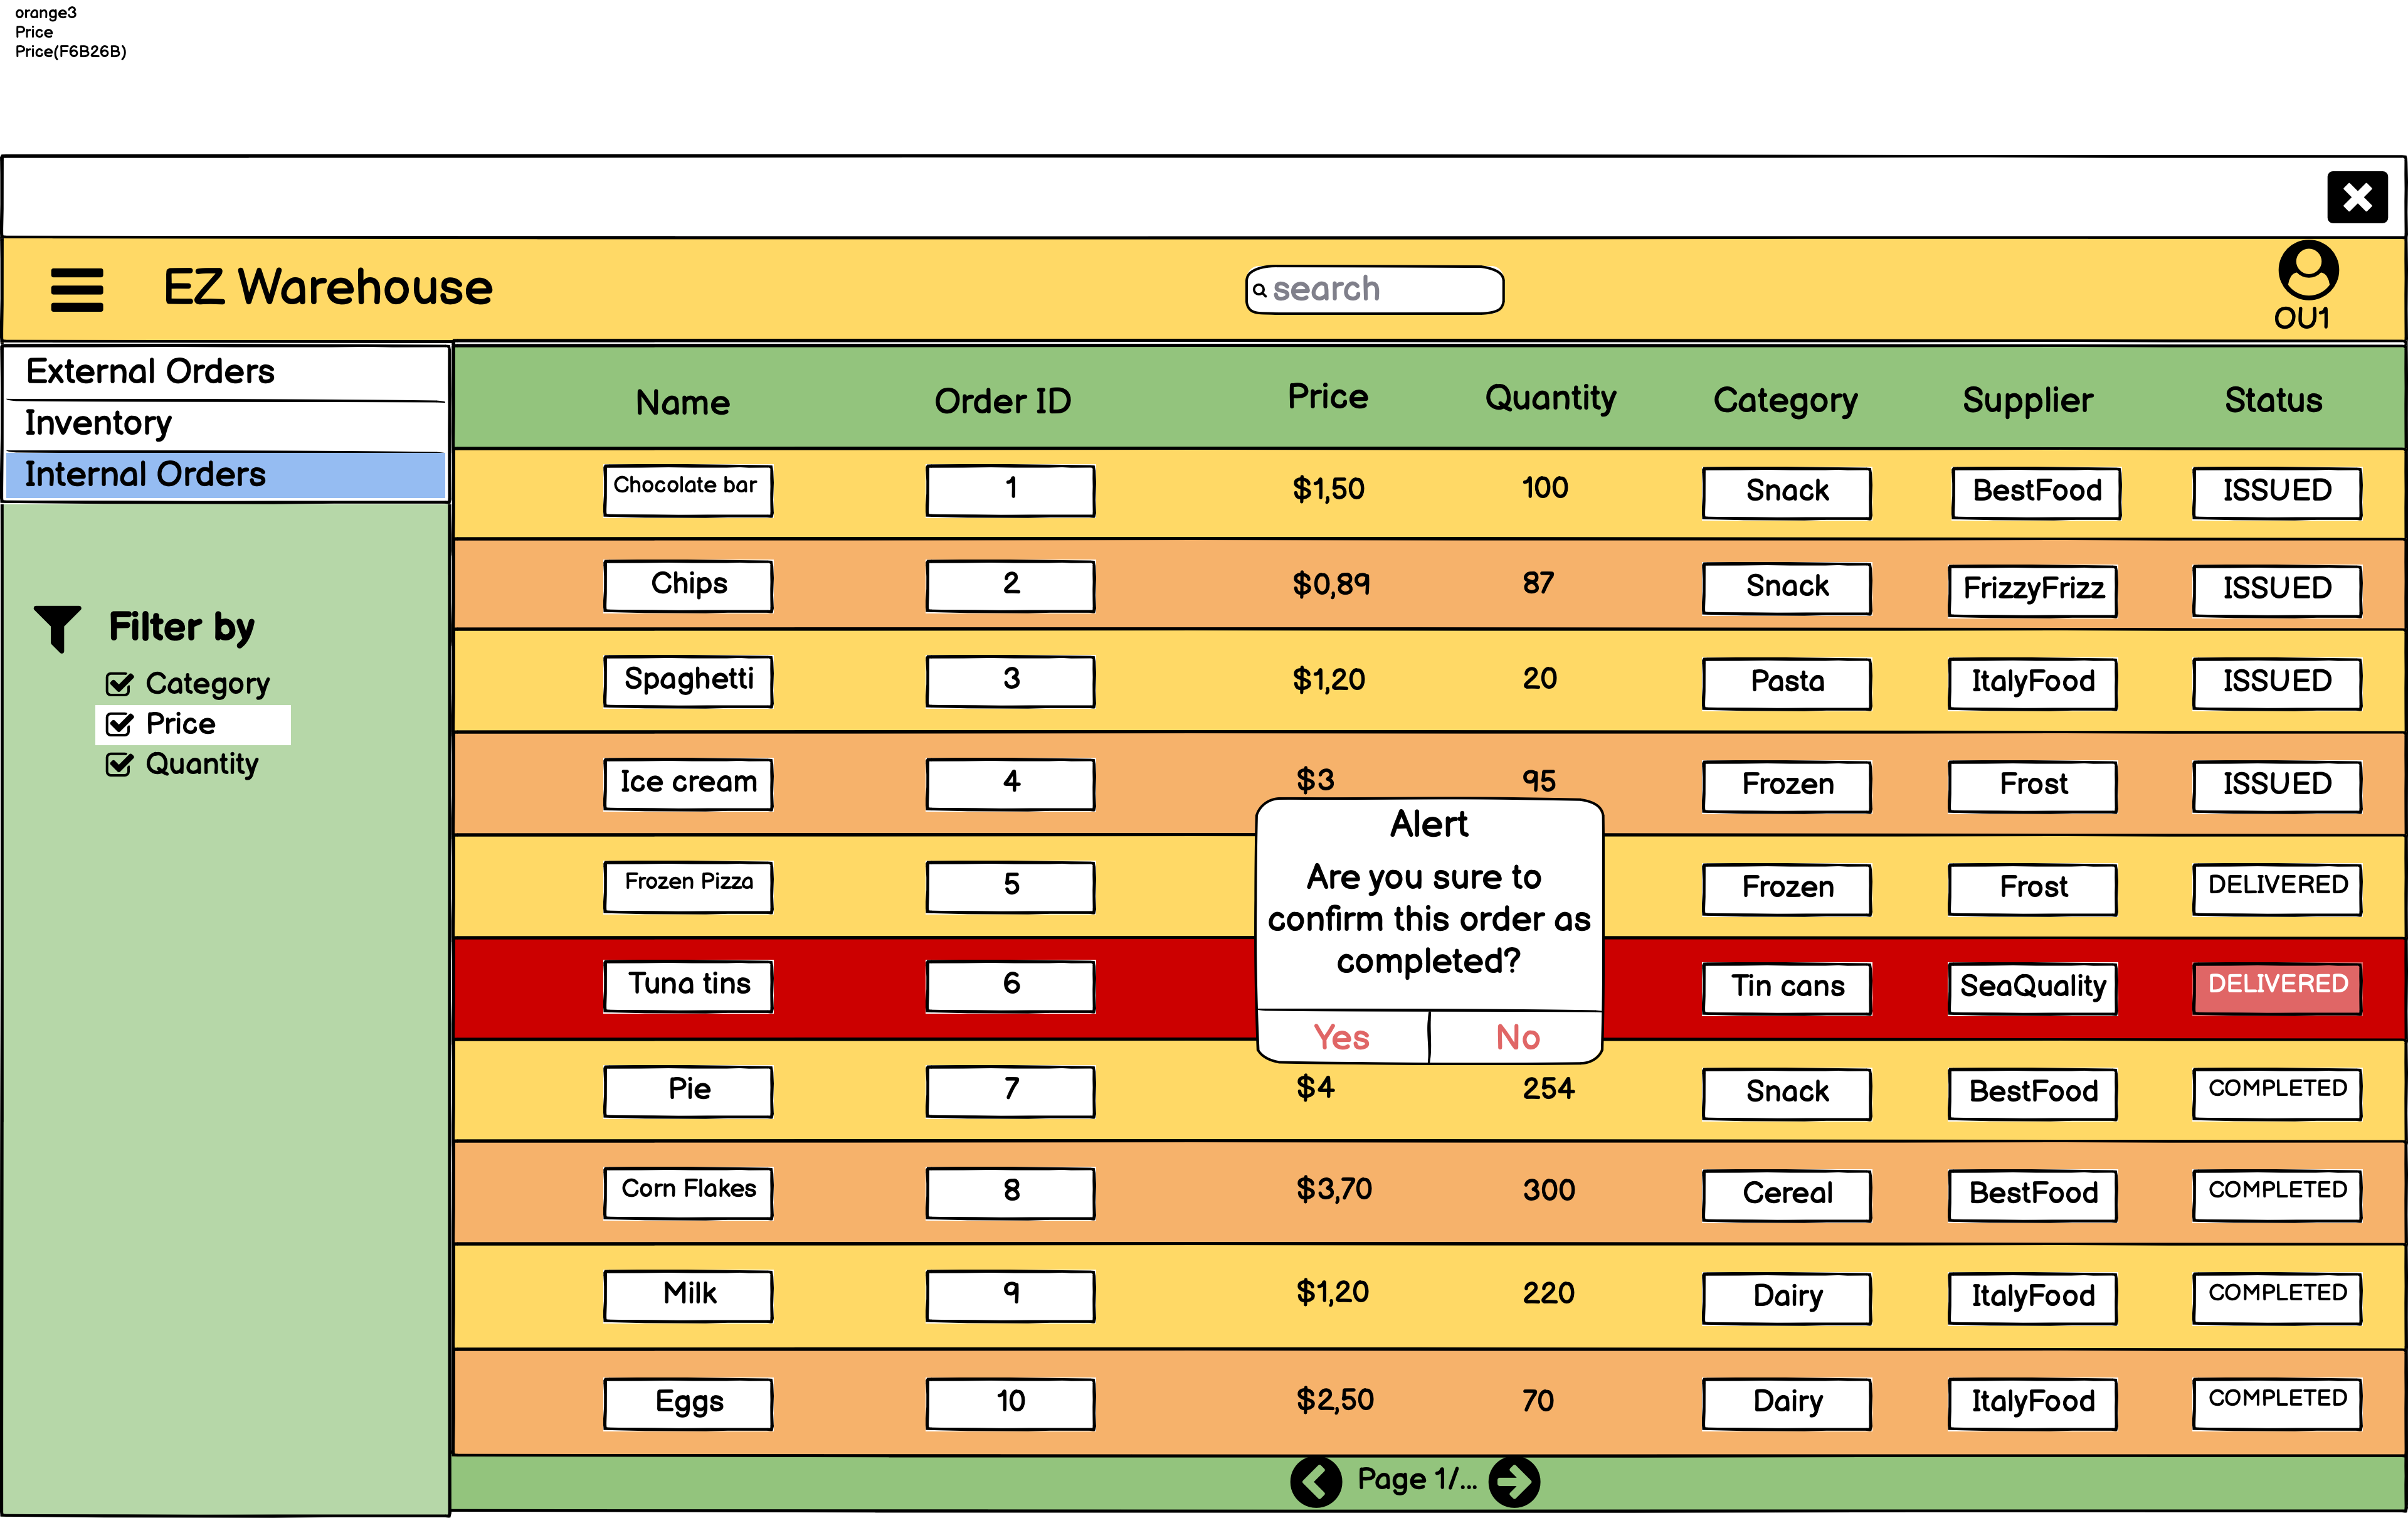 orange3
Price
Price(F6B26B)
EZ Warehouse
search
OU1
External Orders
Inventory
Internal Orders
Filter by
Category
Price
Quantity
Name Order ID Price Quantity Category Supplier Status
Chocolate bar 1 $1,50 100 Snack BestFood ISSUED
Chips 2 $0,89 87 Snack FrizzyFrizz ISSUED
Spaghetti 3 $1,20 20 Pasta ItalyFood ISSUED
Ice cream 4 $3 95 Frozen Frost ISSUED
Frozen Pizza 5 Frozen Frost DELIVERED
Tuna tins 6 Tin cans SeaQuality DELIVERED
Pie 7 $4 254 Snack BestFood COMPLETED
Corn Flakes 8 $3,70 300 Cereal BestFood COMPLETED
Milk 9 $1,20 220 Dairy ItalyFood COMPLETED
Eggs 10 $2,50 70 Dairy ItalyFood COMPLETED
Alert
Are you sure to
confirm this order as
completed?
Yes No
Page 1/...